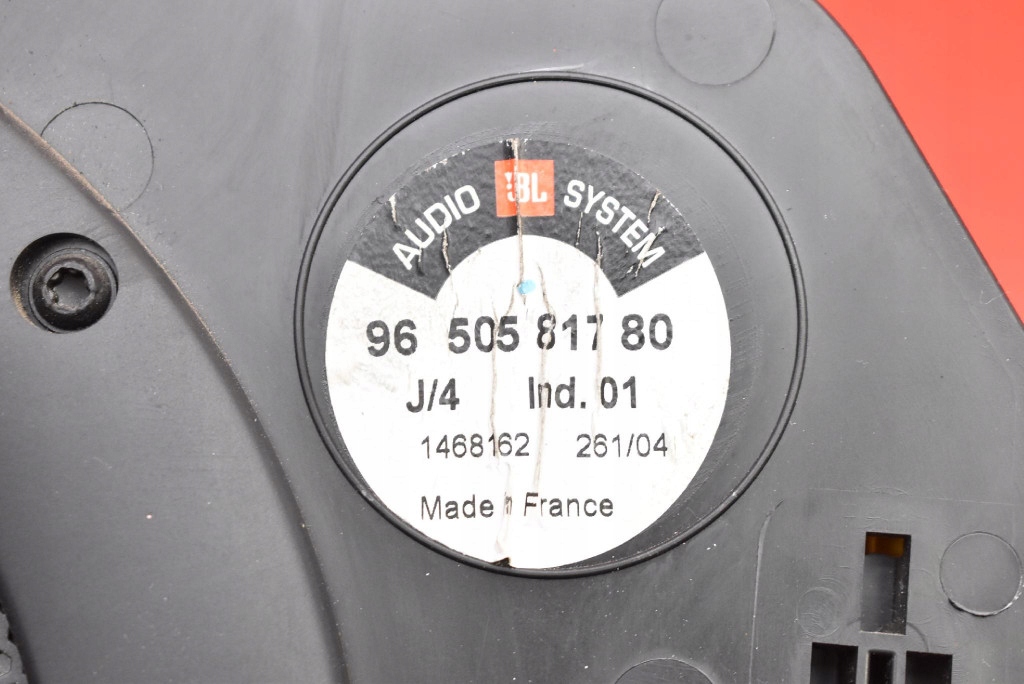 AUDIO JBL SYSTEM
96 505 817 80
J/4 Ind. 01
1468162 261/04
Made in France